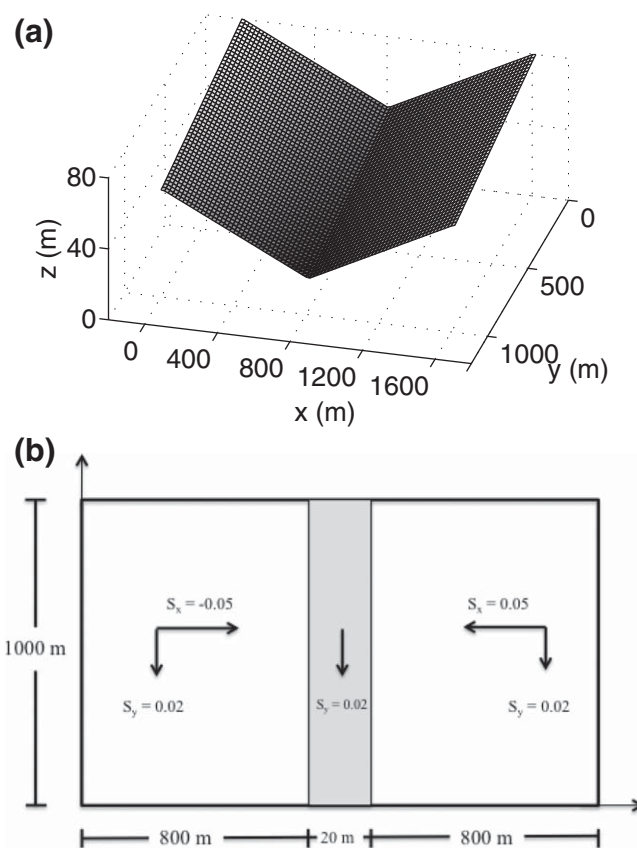 (a)
80
40
0
z (m)
0
400
800
1200
1600
x (m)
0
500
1000
y (m)
(b)
1000 m
S_x = -0.05
S_x = 0.05
S_y = 0.02
S_y = 0.02
S_y = 0.02
800 m
20 m
800 m